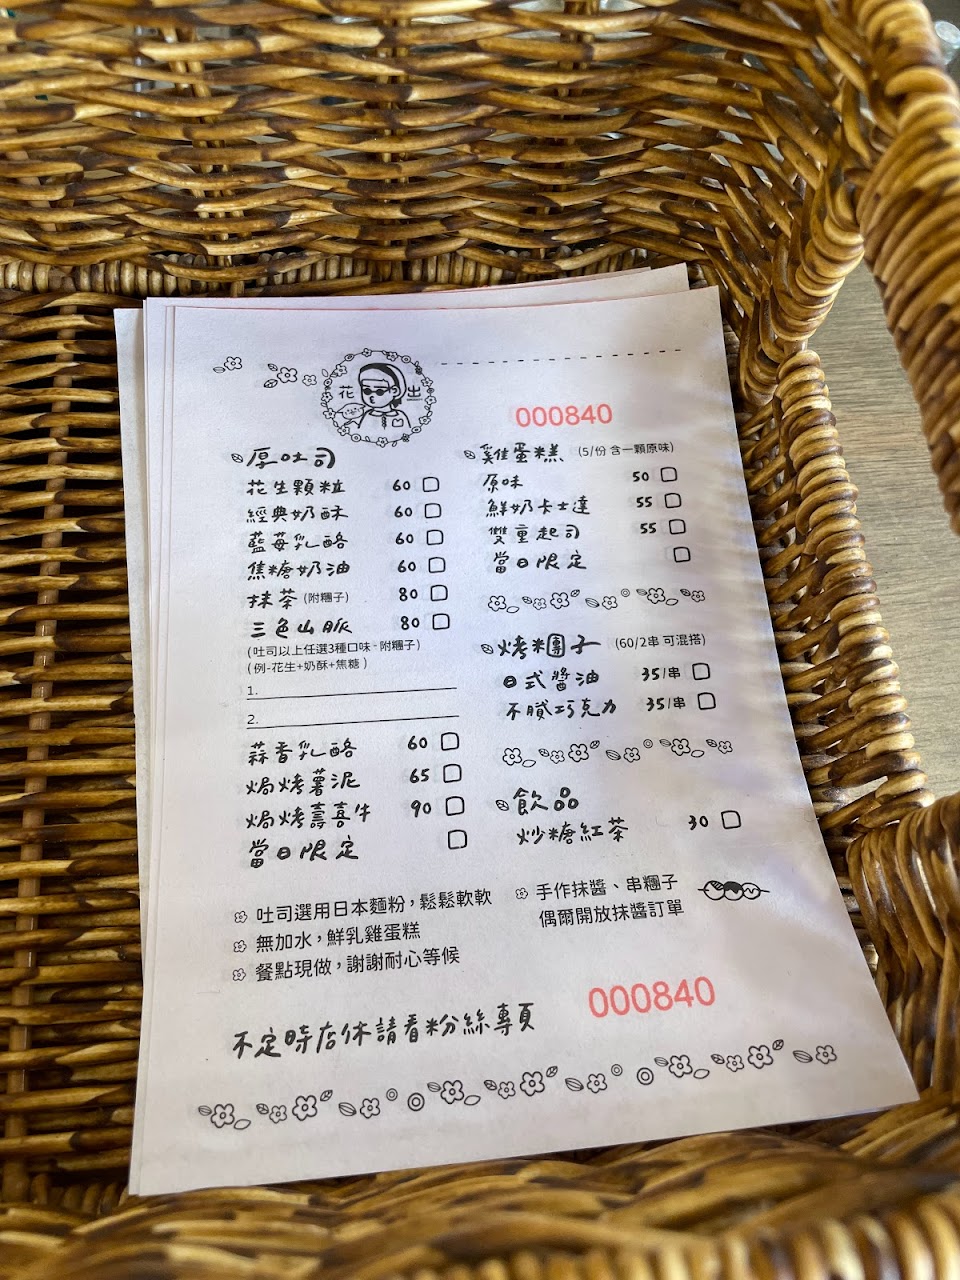 花 出
000840
厚吐司
花生顆粒 60
經典奶酥 60
藍莓乳酪 60
焦糖奶油 60
抹茶(附糰子) 80
三色山脈 80
(吐司以上任選3種口味-附糰子)
(例-花生+奶酥+焦糖)
1.
2.
蒜香乳酪 60
焗烤薯泥 65
焗烤壽喜牛 90
當日限定
雞蛋糕 (5/份 含一顆原味)
原味 50
鮮奶卡士達 55
雙重起司 55
當日限定
烤米團子 (60/2串 可混搭)
日式醬油 35/串
不膩巧克力 35/串
飲品
炒糖紅茶 30
吐司選用日本麵粉,鬆鬆軟軟
無加水,鮮乳雞蛋糕
餐點現做,謝謝耐心等候
手作抹醬、串糰子
偶爾開放抹醬訂單
000840
不定時店休請看粉絲專頁